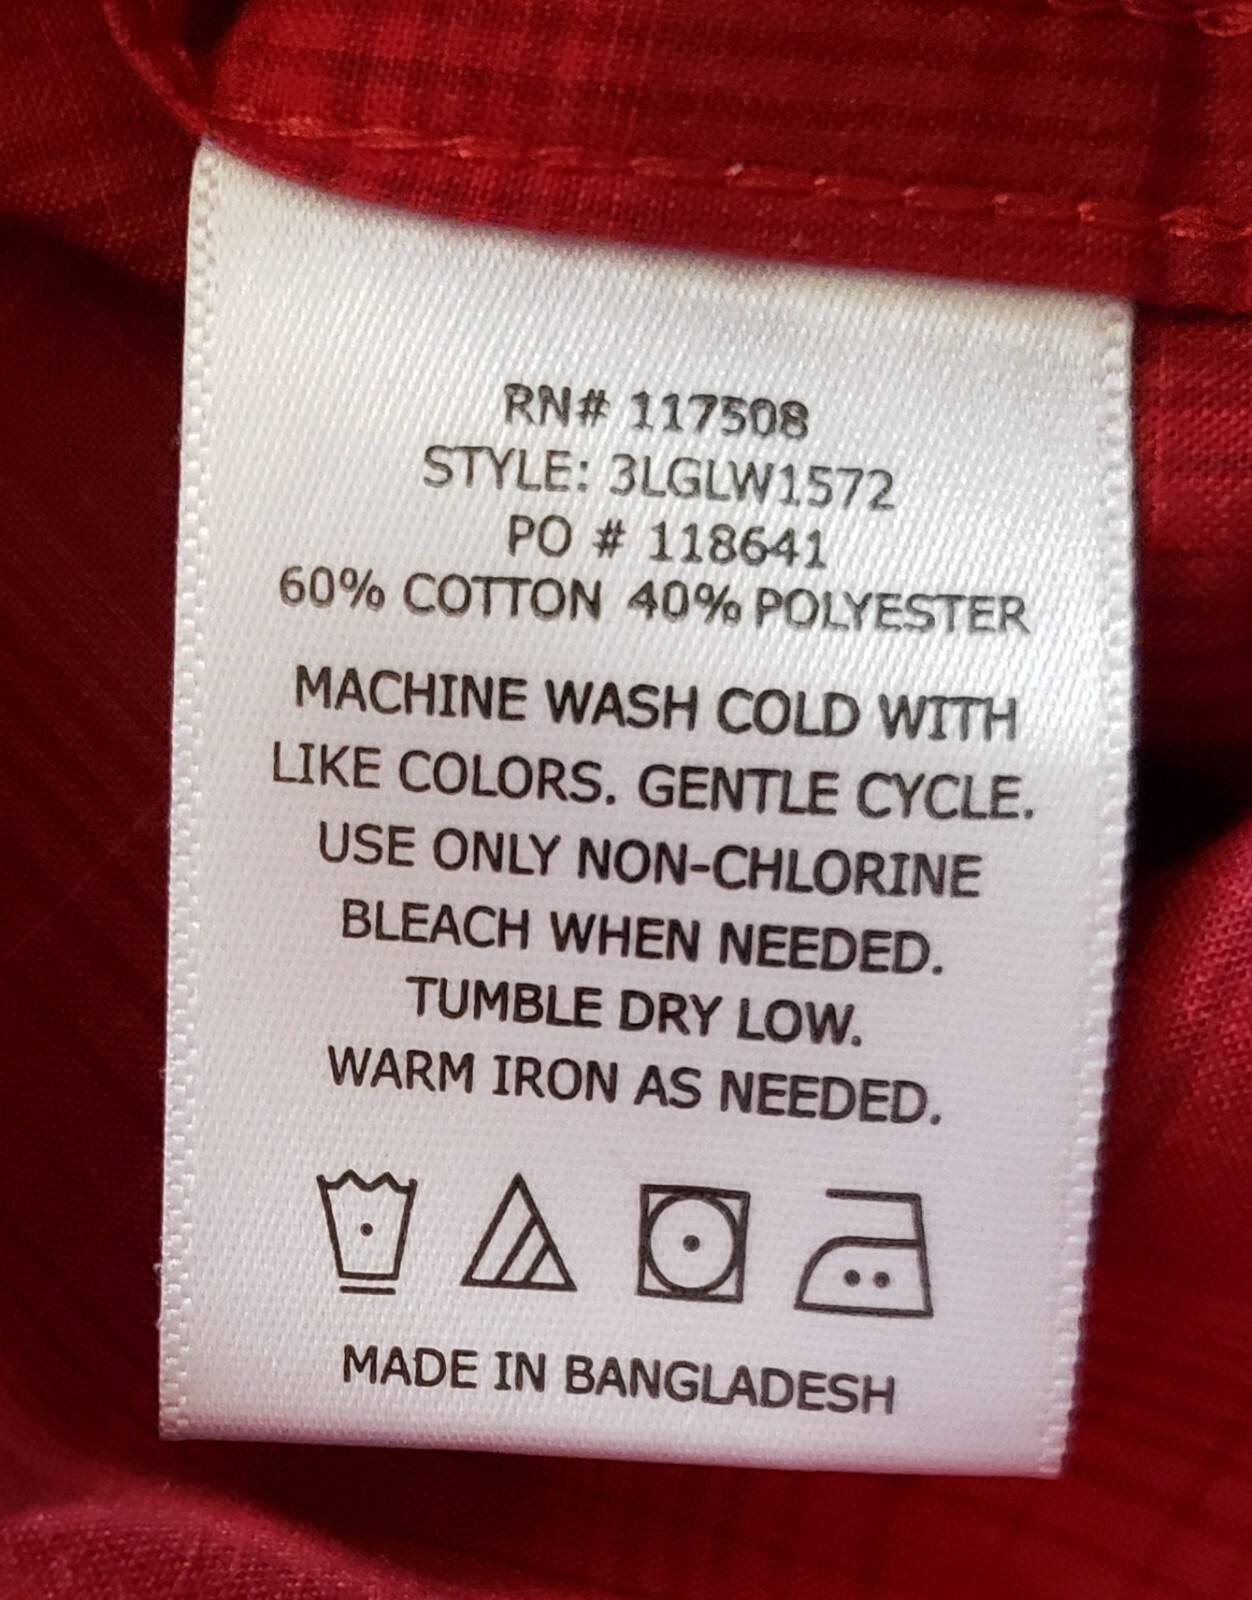 RN# 117508
STYLE: 3LGLW1572
PO # 118641
60% COTTON 40% POLYESTER
MACHINE WASH COLD WITH
LIKE COLORS. GENTLE CYCLE.
USE ONLY NON-CHLORINE
BLEACH WHEN NEEDED.
TUMBLE DRY LOW.
WARM IRON AS NEEDED.
MADE IN BANGLADESH